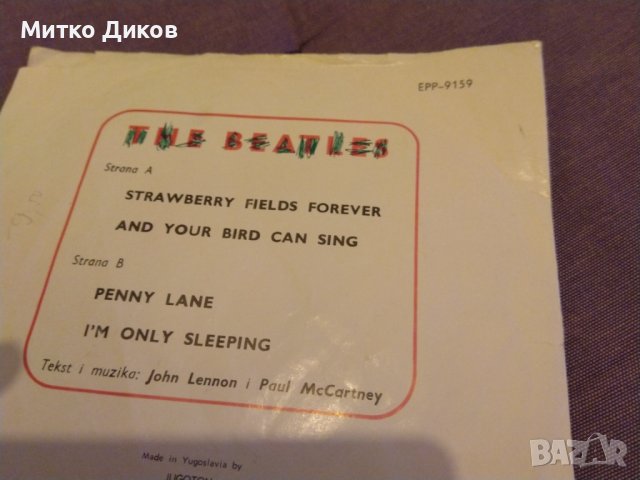 Митко Диков
EPP-9159
THE BEATLES
Strana A
STRAWBERRY FIELDS FOREVER
AND YOUR BIRD CAN SING
Strana B
PENNY LANE
I'M ONLY SLEEPING
Tekst i muzika: John Lennon i Paul McCartney
Made in Yugoslavia by
BAZAR